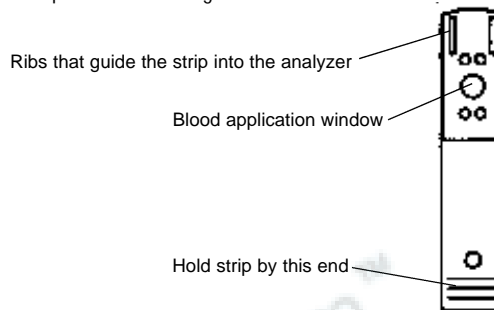 Ribs that guide the strip into the analyzer
Blood application window
Hold strip by this end